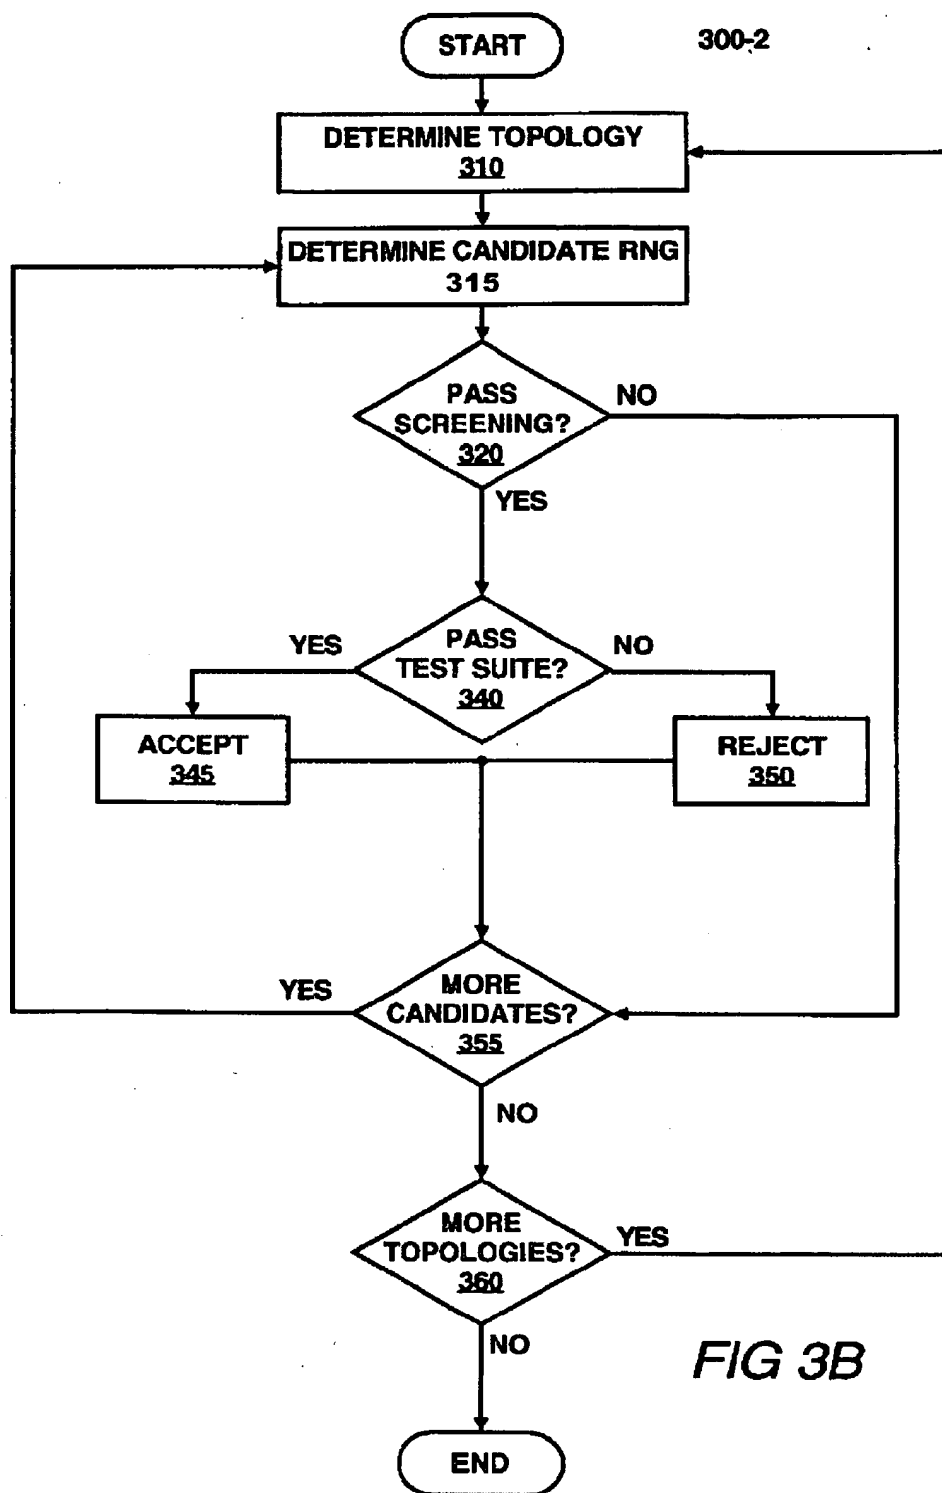 START
300-2
DETERMINE TOPOLOGY
310
DETERMINE CANDIDATE RNG
315
PASS
SCREENING?
320
NO
YES
YES
PASS
TEST SUITE?
340
NO
ACCEPT
345
REJECT
350
YES
MORE
CANDIDATES?
355
NO
MORE
TOPOLOGIES?
360
YES
NO
FIG 3B
END